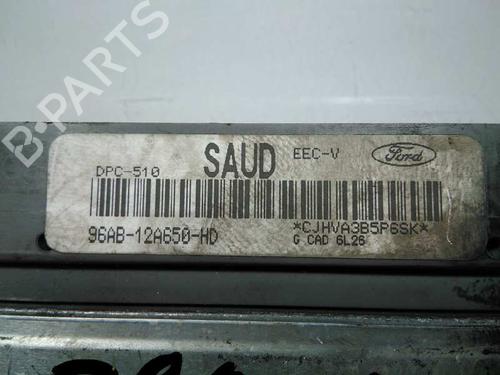 B-PARTS
DPC-510 SAUD EEC-V Ford
96AB-12A650-HD *CJHVA3B5P6SK*
G CAD 6L26